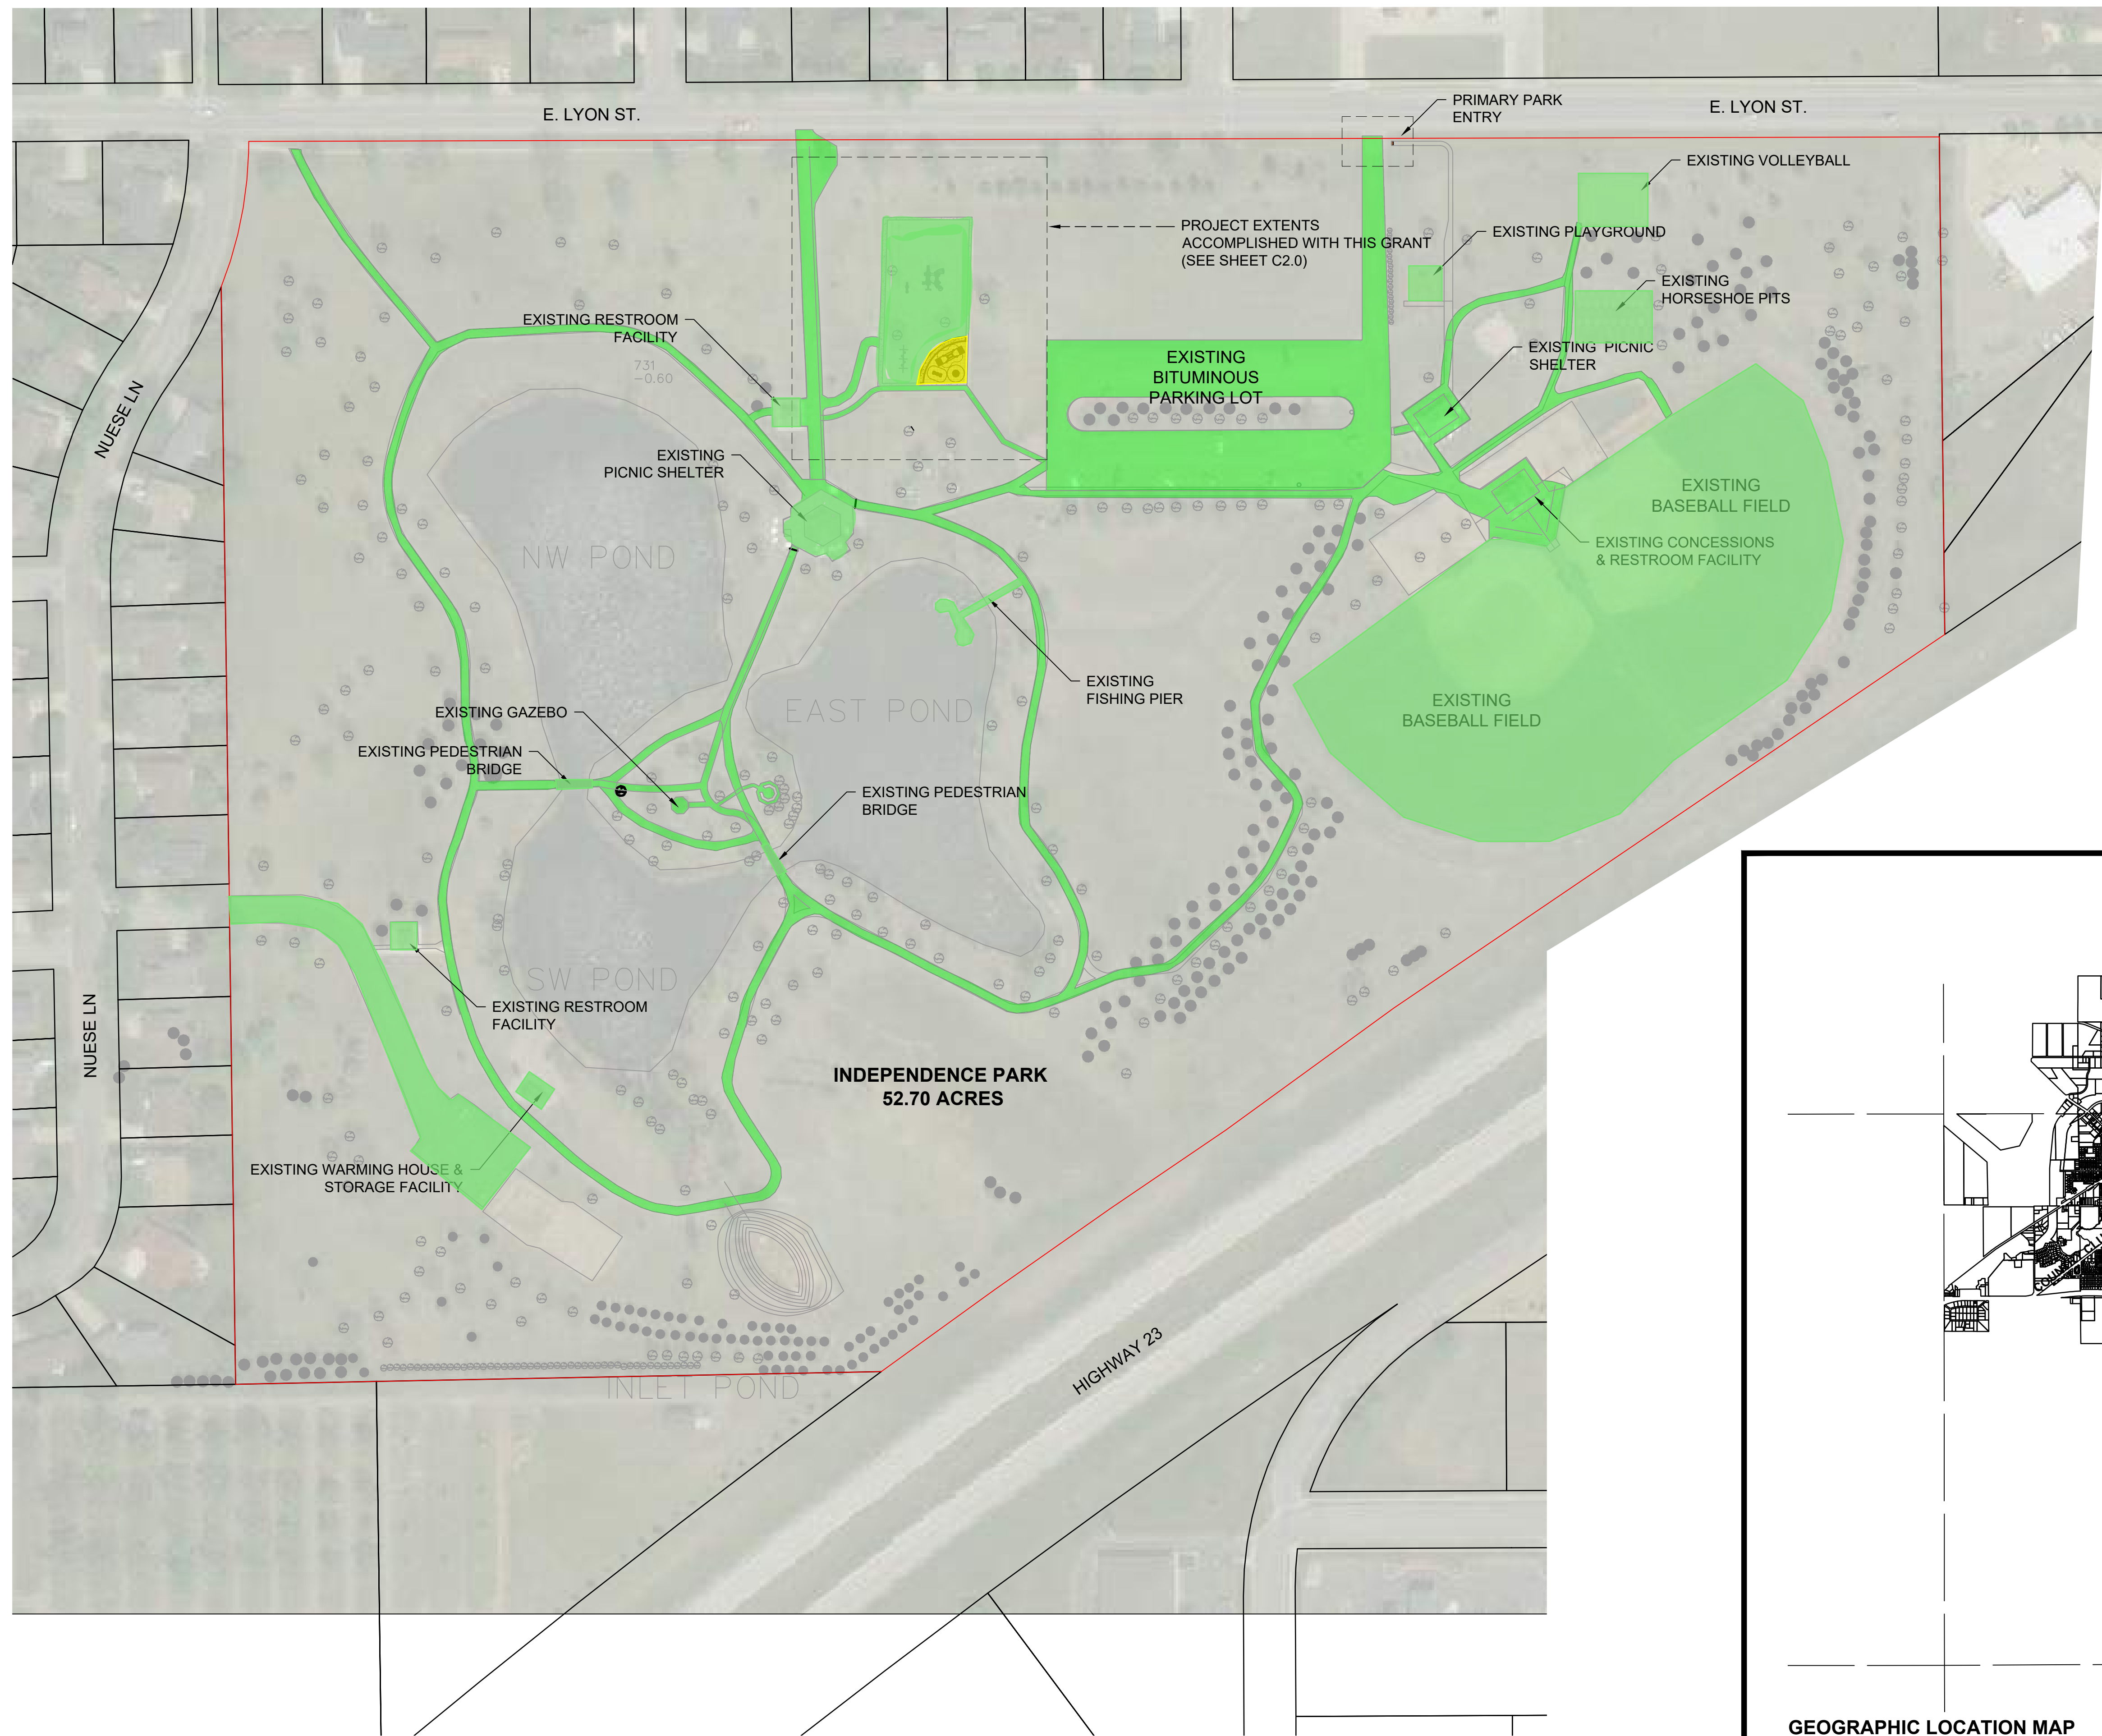 E. LYON ST.
PRIMARY PARK
ENTRY
E. LYON ST.
EXISTING VOLLEYBALL
PROJECT EXTENTS
ACCOMPLISHED WITH THIS GRANT
(SEE SHEET C2.0)
EXISTING PLAYGROUND
EXISTING
HORSESHOE PITS
EXISTING RESTROOM
FACILITY
731
-0.60
EXISTING
BITUMINOUS
PARKING LOT
EXISTING PICNIC
SHELTER
NUESE LN
EXISTING
PICNIC SHELTER
EXISTING
BASEBALL FIELD
NW POND
EXISTING CONCESSIONS
& RESTROOM FACILITY
EXISTING
FISHING PIER
EAST POND
EXISTING
BASEBALL FIELD
EXISTING GAZEBO
EXISTING PEDESTRIAN
BRIDGE
EXISTING PEDESTRIAN
BRIDGE
SW POND
EXISTING RESTROOM
FACILITY
NUESE LN
INDEPENDENCE PARK
52.70 ACRES
EXISTING WARMING HOUSE &
STORAGE FACILITY
HIGHWAY 23
INLET POND
GEOGRAPHIC LOCATION MAP